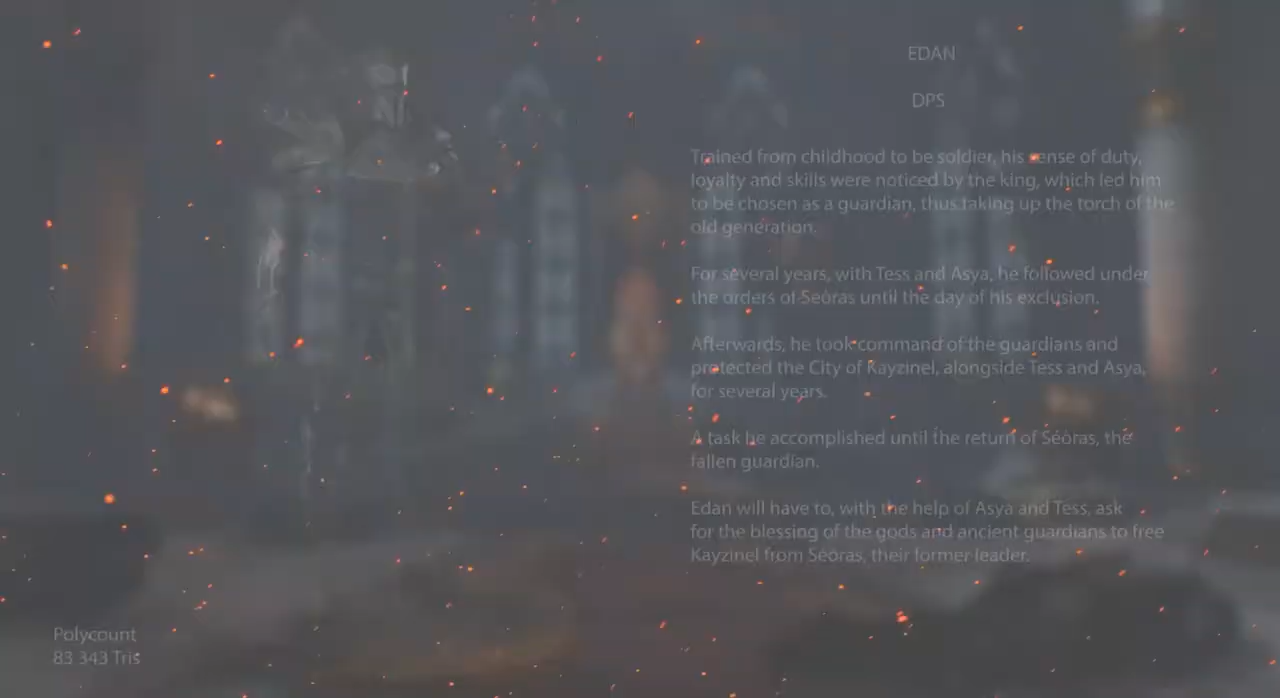 EDAN
DPS
Trained from childhood to be soldier, his sense of duty,
loyalty and skills were noticed by the king, which led him
to be chosen as a guardian, thus taking up the torch of the
old generation.
For several years, with Tess and Asya, he followed under
the orders of Seòras until the day of his exclusion.
Afterwards, he took command of the guardians and
protected the City of Kayzinel, alongside Tess and Asya,
for several years.
A task he accomplished until the return of Seòras, the
fallen guardian.
Edan will have to, with the help of Asya and Tess, ask
for the blessing of the gods and ancient guardians to free
Kayzinel from Seòras, their former leader.
Polycount
83 343 Tris